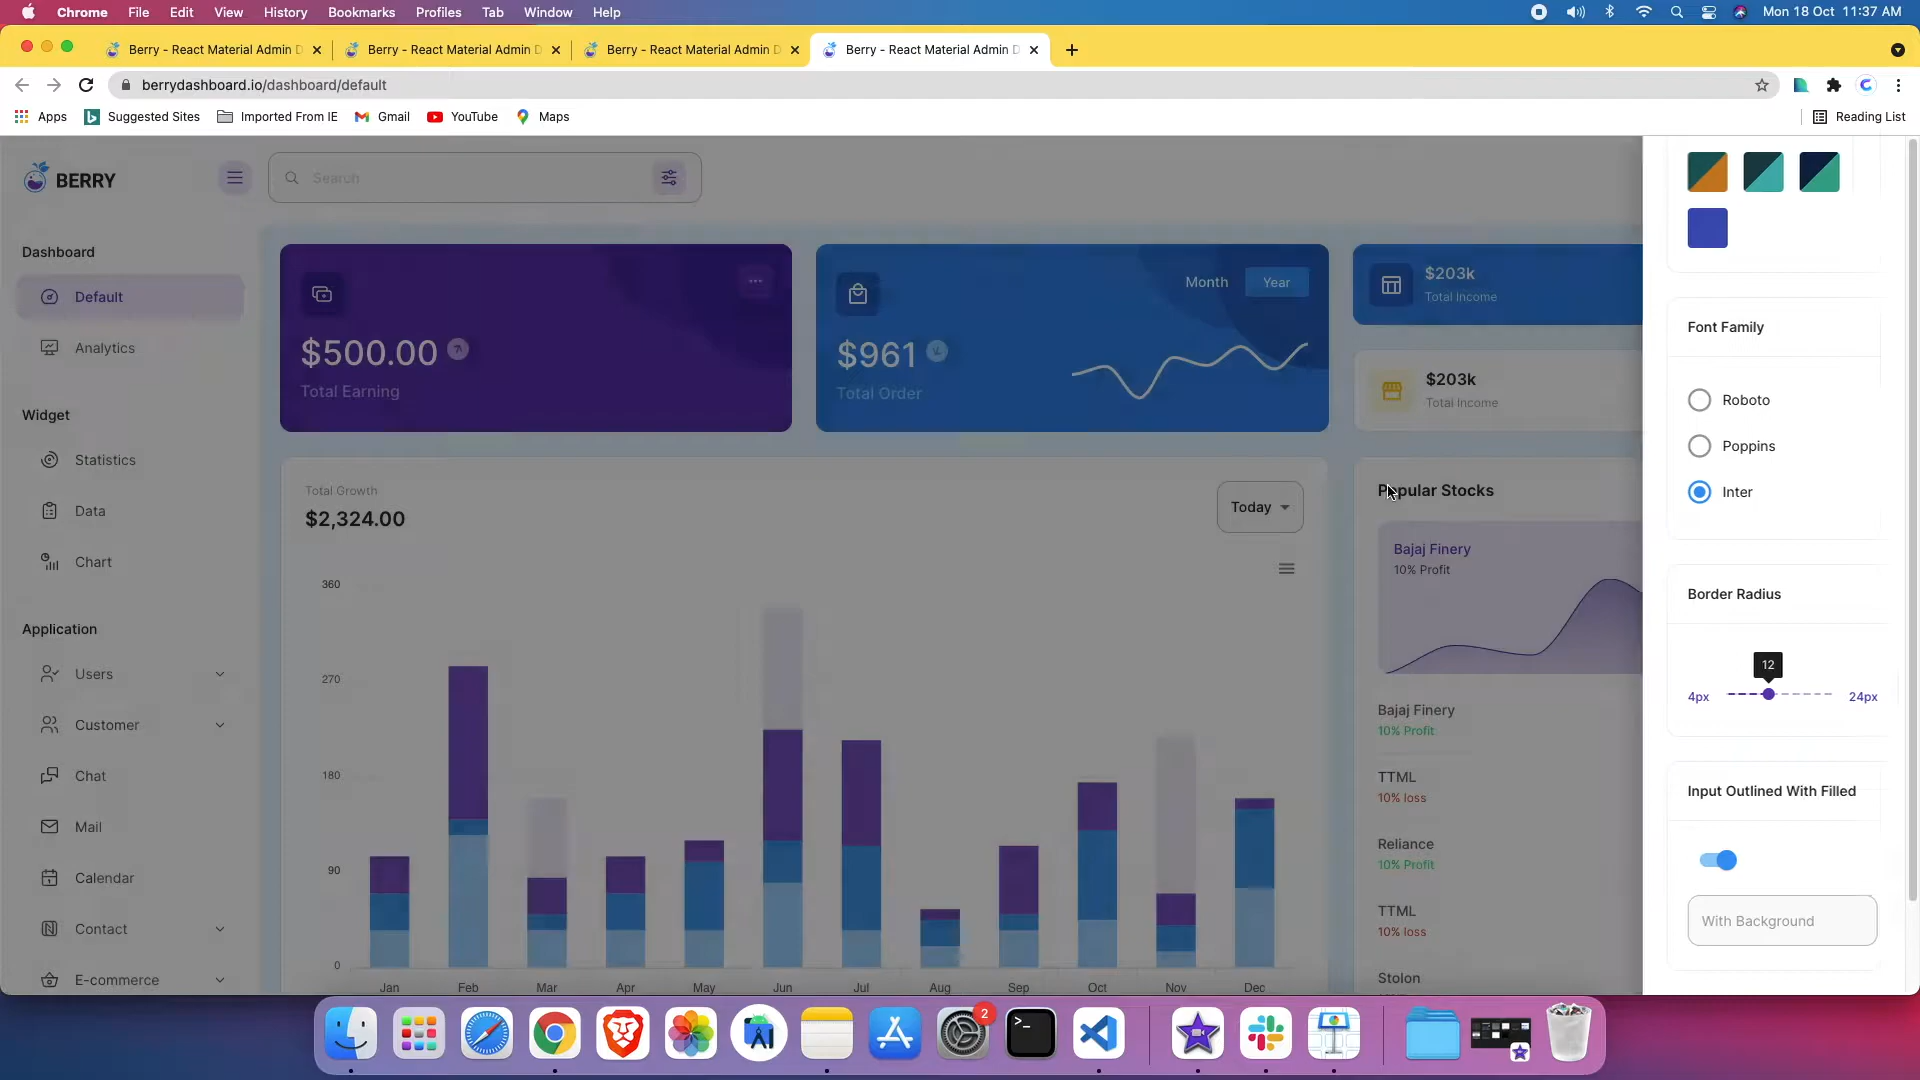 Chrome File Edit View History Bookmarks Profiles Tab Window Help Mon 18 Oct 11:37 AM
Berry - React Material Admin D Berry - React Material Admin D Berry - React Material Admin D Berry - React Material Admin D
berrydashboard.io/dashboard/default
Apps Suggested Sites Imported From IE Gmail YouTube Maps Reading List
BERRY
Search
Dashboard
Default
Analytics
Widget
Statistics
Data
Chart
Application
Users
Customer
Chat
Mail
Calendar
Contact
E-commerce
$500.00
Total Earning
Month Year
$961
Total Order
$203k
Total Income
$203k
Total Income
Total Growth
$2,324.00
Today
360
270
180
90
0
Jan Feb Mar Apr May Jun Jul Aug Sep Oct Nov Dec
Popular Stocks
Bajaj Finery
10% Profit
Bajaj Finery
10% Profit
TTML
10% loss
Reliance
10% Profit
TTML
10% loss
Stolon
Font Family
Roboto
Poppins
Inter
Border Radius
12
4px 24px
Input Outlined With Filled
With Background
2